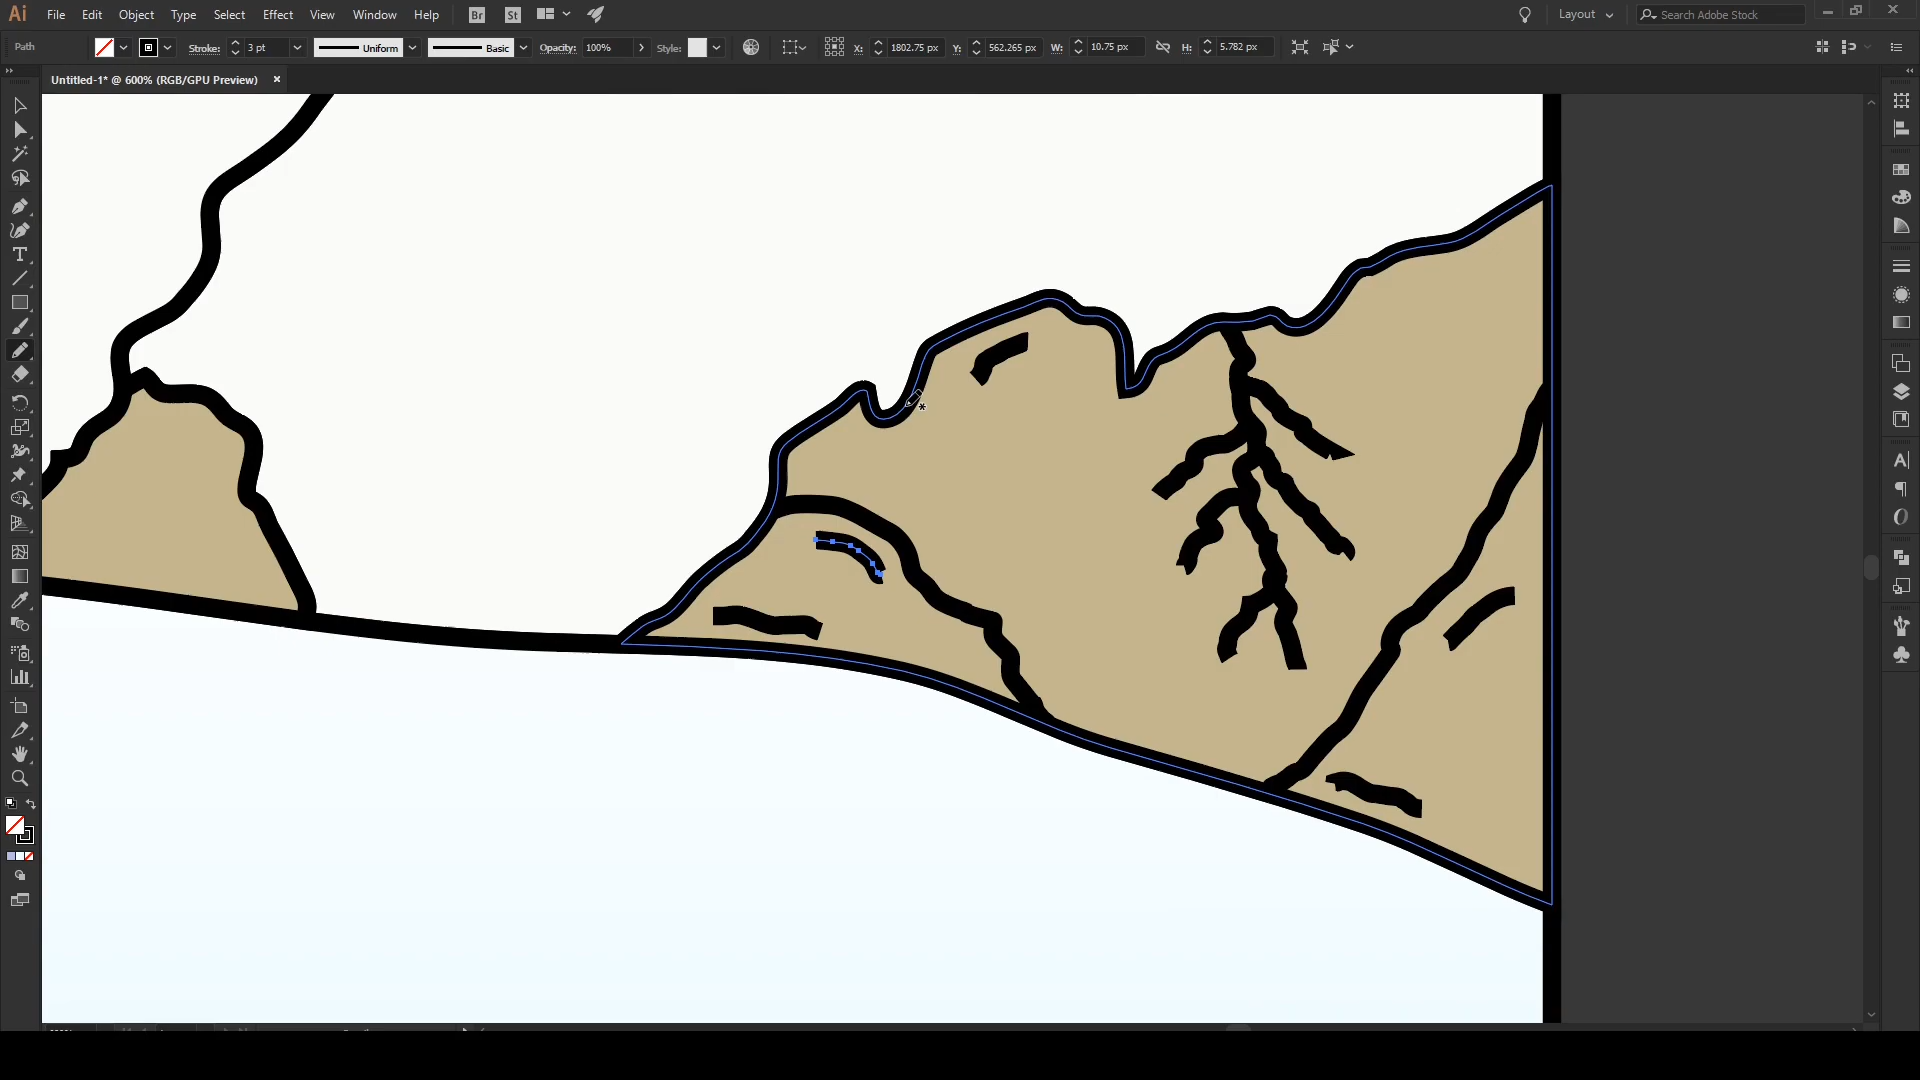 Ai File Edit Object Type Select Effect View Window Help Br St Layout Search Adobe Stock
Path Stroke: 3 pt Uniform Basic Opacity: 100% Style: X: 1802.75 px Y: 562.265 px W: 10.75 px H: 5.782 px
Untitled-1* @ 600% (RGB/GPU Preview)